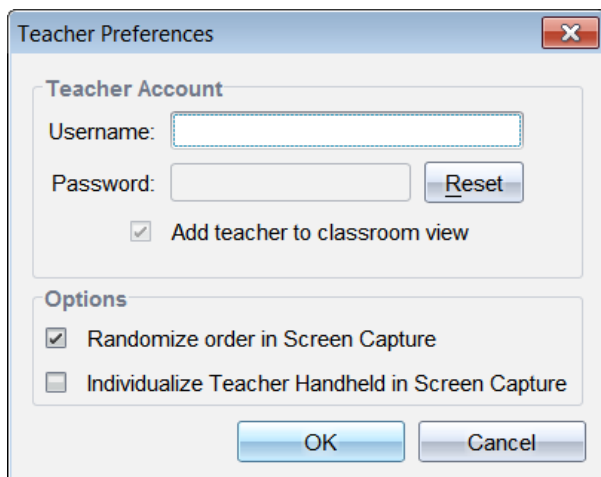 Teacher Preferences
Teacher Account
Username:
Password:
Reset
Add teacher to classroom view
Options
Randomize order in Screen Capture
Individualize Teacher Handheld in Screen Capture
OK
Cancel